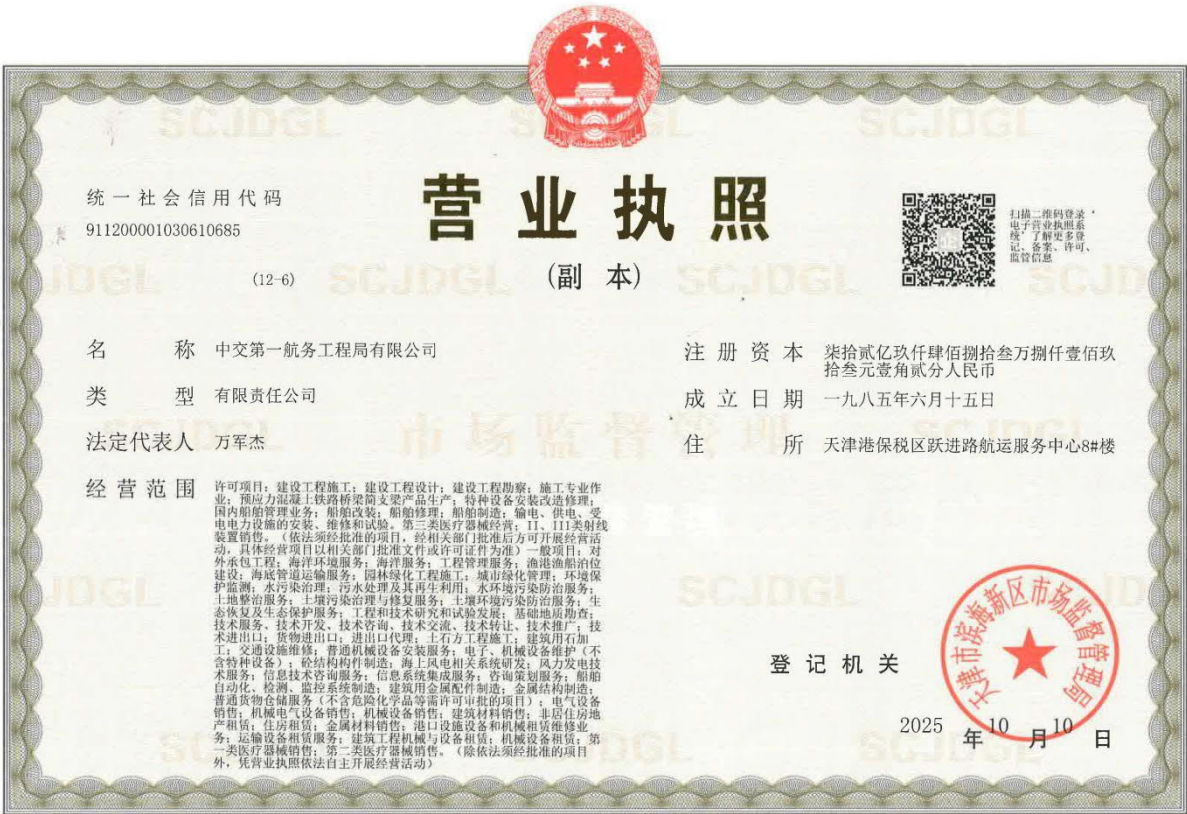 统一社会信用代码
911200001030610685
(12-6)
营业执照
(副 本)
扫描二维码登录‘
电子营业执照系
统’了解更多登
记、备案、许可、
监管信息
名 称 中交第一航务工程局有限公司
类 型 有限责任公司
法定代表人 万军杰
经营范围
许可项目；建设工程施工；建设工程设计；建设工程勘察；施工专业作
业；预应力混凝土铁路桥梁简支梁产品生产；特种设备安装改造修理；
国内船舶管理业务；船舶改装；船舶修理；船舶制造；输电、供电、受
电电力设施的安装、维修和试验。第三类医疗器械经营；II、III类射线
装置销售。（依法须经批准的项目，经相关部门批准后方可开展经营活
动，具体经营项目以相关部门批准文件或许可证件为准）一般项目：对
外承包工程；海洋环境服务；海洋服务；工程管理服务；渔港渔船泊位
建设；海底管道运输服务；园林绿化工程施工；城市绿化管理；环境保
护监测；水污染治理；污水处理及其再生利用；水环境污染防治服务；
土地整治服务；土壤污染治理与修复服务；土壤环境污染防治服务；生
态恢复及生态保护服务；工程和技术研究和试验发展；基础地质勘查；
技术服务、技术开发、技术咨询、技术交流、技术转让、技术推广；技
术进出口；货物进出口；进出口代理；土石方工程施工；建筑用石加
工；交通设施维修；普通机械设备安装服务；电子、机械设备维护（不
含特种设备）；砼结构构件制造；海上风电相关系统研发；风力发电技
术服务；信息技术咨询服务；信息系统集成服务；咨询策划服务；船舶
自动化、检测、监控系统制造；建筑用金属配件制造；金属结构制造；
普通货物仓储服务（不含危险化学品等需许可审批的项目）；电气设备
销售；机械电气设备销售；机械设备销售；建筑材料销售；非居住房地
产租赁；住房租赁；金属材料销售；港口设施设备和机械租赁维修业
务；运输设备租赁服务；建筑工程机械与设备租赁；机械设备租赁；第
一类医疗器械销售；第二类医疗器械销售。（除依法须经批准的项目
外，凭营业执照依法自主开展经营活动）
注册资本 柒拾贰亿玖仟肆佰捌拾叁万捌仟壹佰玖
拾叁元壹角贰分人民币
成立日期 一九八五年六月十五日
住 所 天津港保税区跃进路航运服务中心8#楼
登记机关
天津市滨海新区市场监督管理局
2025 年 10 月 10 日
SCJDGL
市场监督管理